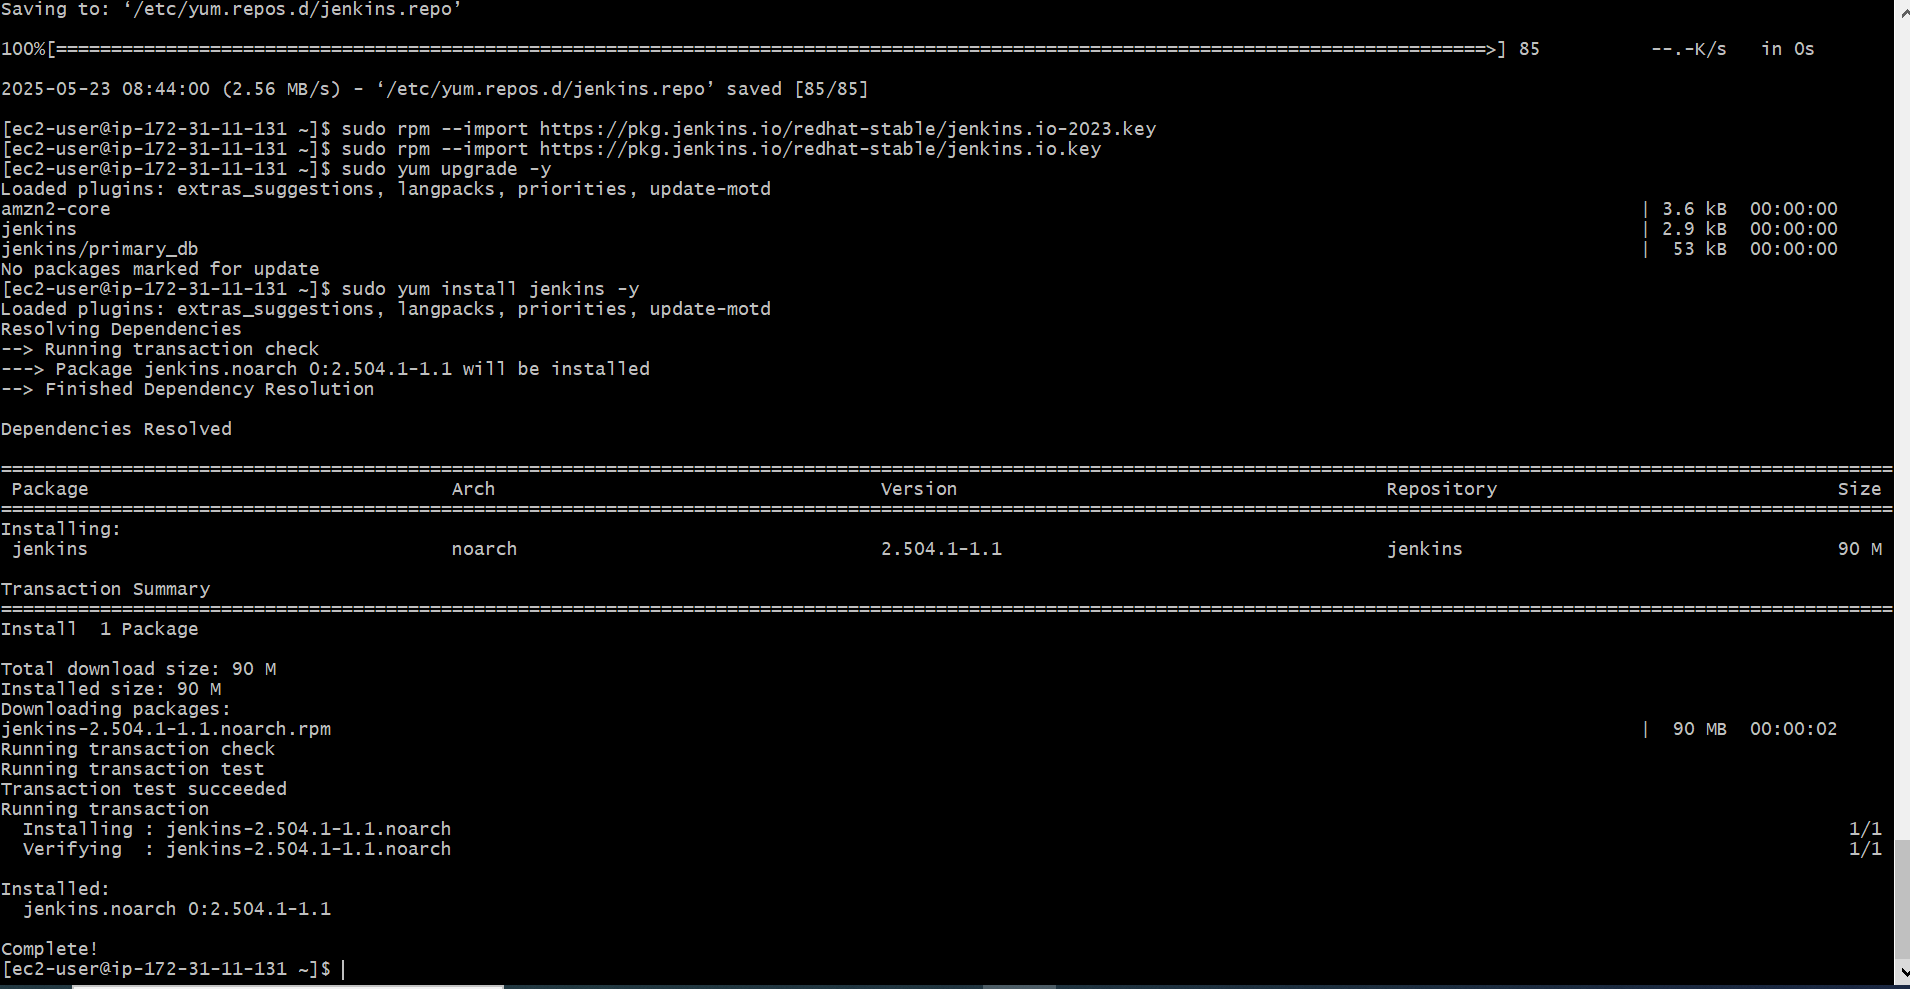 Saving to: ‘/etc/yum.repos.d/jenkins.repo’
100%[==================================================================================================================================>] 85          --.-K/s   in 0s
2025-05-23 08:44:00 (2.56 MB/s) - ‘/etc/yum.repos.d/jenkins.repo’ saved [85/85]
[ec2-user@ip-172-31-11-131 ~]$ sudo rpm --import https://pkg.jenkins.io/redhat-stable/jenkins.io-2023.key
[ec2-user@ip-172-31-11-131 ~]$ sudo rpm --import https://pkg.jenkins.io/redhat-stable/jenkins.io.key
[ec2-user@ip-172-31-11-131 ~]$ sudo yum upgrade -y
Loaded plugins: extras_suggestions, langpacks, priorities, update-motd
amzn2-core | 3.6 kB  00:00:00
jenkins | 2.9 kB  00:00:00
jenkins/primary_db |  53 kB  00:00:00
No packages marked for update
[ec2-user@ip-172-31-11-131 ~]$ sudo yum install jenkins -y
Loaded plugins: extras_suggestions, langpacks, priorities, update-motd
Resolving Dependencies
--> Running transaction check
---> Package jenkins.noarch 0:2.504.1-1.1 will be installed
--> Finished Dependency Resolution
Dependencies Resolved
============================================================
 Package          Arch          Version          Repository          Size
============================================================
Installing:
 jenkins          noarch          2.504.1-1.1          jenkins          90 M
Transaction Summary
============================================================
Install  1 Package
Total download size: 90 M
Installed size: 90 M
Downloading packages:
jenkins-2.504.1-1.1.noarch.rpm |  90 MB  00:00:02
Running transaction check
Running transaction test
Transaction test succeeded
Running transaction
  Installing : jenkins-2.504.1-1.1.noarch 1/1
  Verifying  : jenkins-2.504.1-1.1.noarch 1/1
Installed:
  jenkins.noarch 0:2.504.1-1.1
Complete!
[ec2-user@ip-172-31-11-131 ~]$